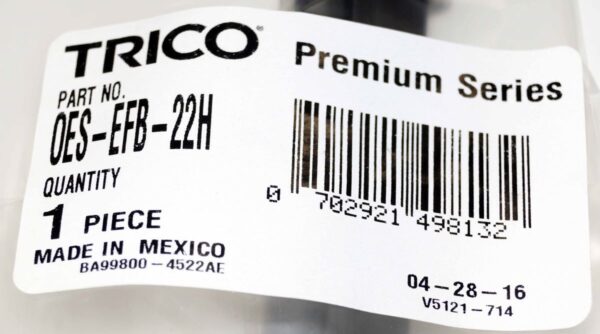 TRICO®
Premium Series
PART NO.
OES-EFB-22H
QUANTITY
1 PIECE
MADE IN MEXICO
BA99800-4522AE
0 702921 498132
04-28-16
V5121-714